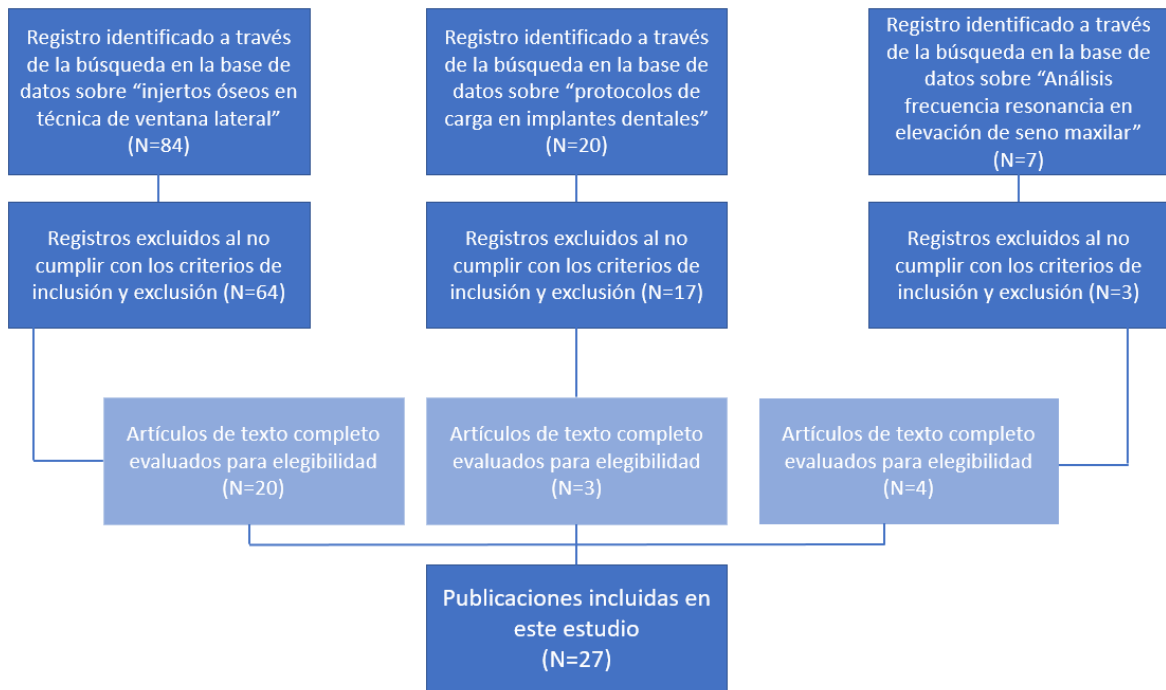 Registro identificado a través
de la búsqueda en la base de
datos sobre “injertos óseos en
técnica de ventana lateral”
(N=84)
Registro identificado a través
de la búsqueda en la base de
datos sobre “protocolos de
carga en implantes dentales”
(N=20)
Registro identificado a través
de la búsqueda en la base de
datos sobre “Análisis
frecuencia resonancia en
elevación de seno maxilar”
(N=7)
Registros excluidos al no
cumplir con los criterios de
inclusión y exclusión (N=64)
Registros excluidos al no
cumplir con los criterios de
inclusión y exclusión (N=17)
Registros excluidos al no
cumplir con los criterios de
inclusión y exclusión (N=3)
Artículos de texto completo
evaluados para elegibilidad
(N=20)
Artículos de texto completo
evaluados para elegibilidad
(N=3)
Artículos de texto completo
evaluados para elegibilidad
(N=4)
Publicaciones incluidas en
este estudio
(N=27)